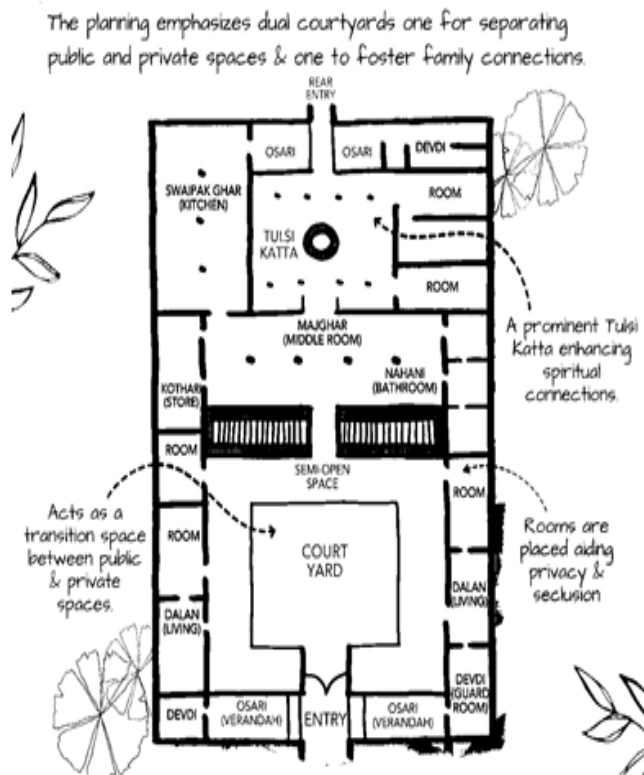 The planning emphasizes dual courtyards one for separating
public and private spaces & one to foster family connections.
REAR
ENTRY
OSARI
OSARI
DEVDI
SWAIPAK GHAR
(KITCHEN)
ROOM
TULSI
KATTA
ROOM
MAJGHAR
(MIDDLE ROOM)
A prominent Tulsi
Katta enhancing
spiritual
connections.
NAHANI
(BATHROOM)
KOTHARI
(STORE)
ROOM
SEMI-OPEN
SPACE
ROOM
Acts as a
transition space
between public
& private
spaces.
ROOM
COURT
YARD
Rooms are
placed aiding
privacy &
seclusion
DALAN
(LIVING)
DALAN
(LIVING)
DEVDI
(GUARD
ROOM)
DEVDI
OSARI
(VERANDAH)
ENTRY
OSARI
(VERANDAH)